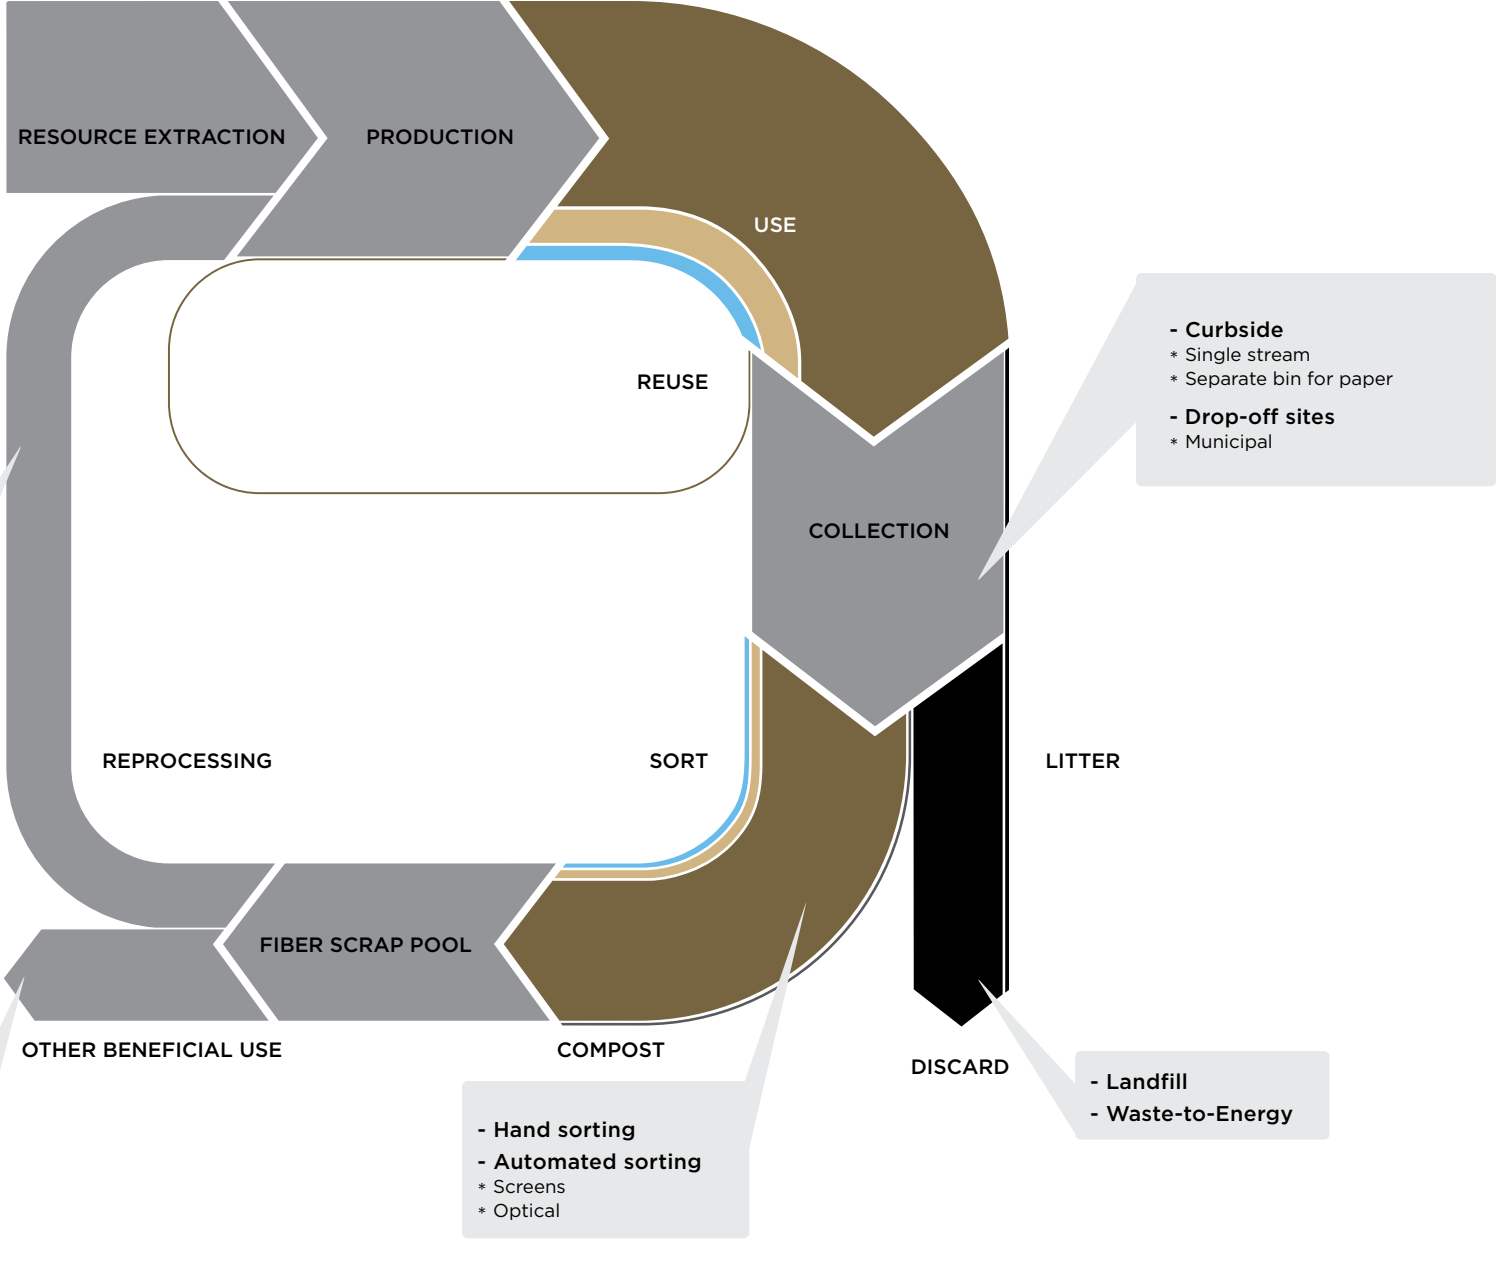 RESOURCE EXTRACTION
PRODUCTION
USE
- Curbside
* Single stream
* Separate bin for paper
- Drop-off sites
* Municipal
REUSE
COLLECTION
REPROCESSING
SORT
LITTER
FIBER SCRAP POOL
OTHER BENEFICIAL USE
COMPOST
DISCARD
- Landfill
- Waste-to-Energy
- Hand sorting
- Automated sorting
* Screens
* Optical